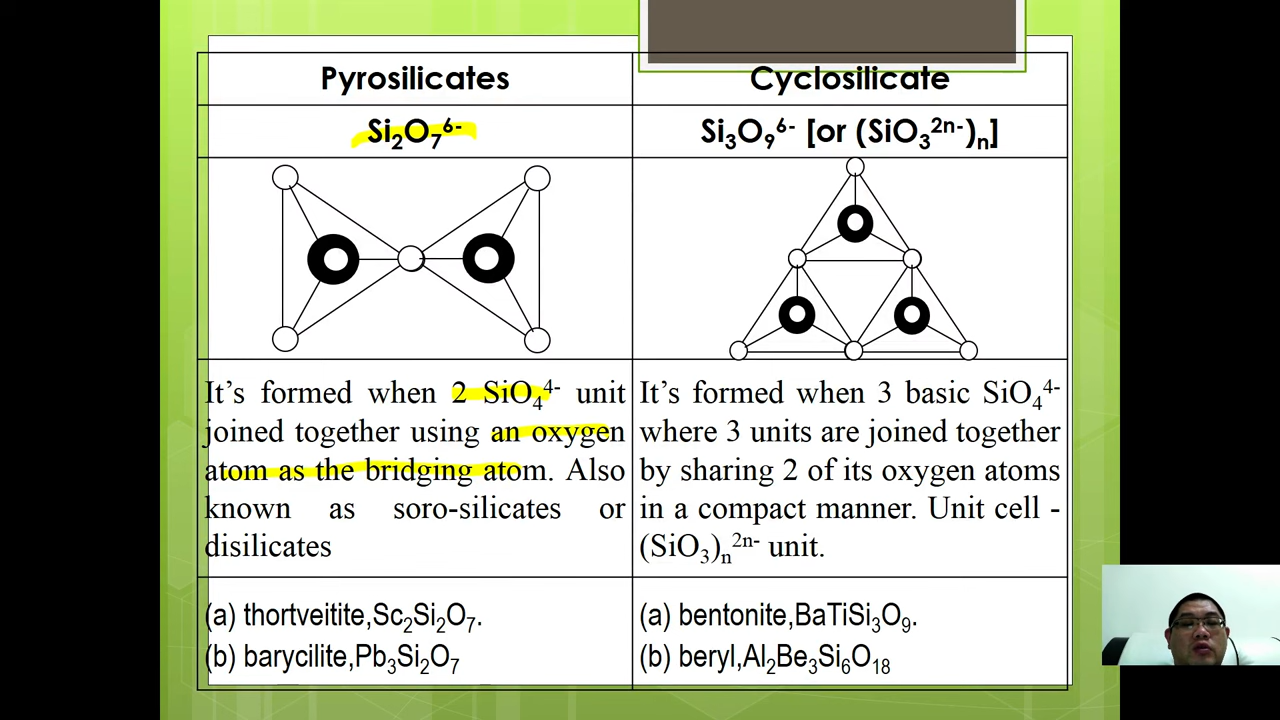 Pyrosilicates
Cyclosilicate
Si₂O₇⁶⁻
Si₃O₉⁶⁻ [or (SiO₃²ⁿ⁻)ₙ]
It’s formed when 2 SiO₄⁴⁻ unit
joined together using an oxygen
atom as the bridging atom. Also
known as soro-silicates or
disilicates
It’s formed when 3 basic SiO₄⁴⁻
where 3 units are joined together
by sharing 2 of its oxygen atoms
in a compact manner. Unit cell -
(SiO₃)ₙ²ⁿ⁻ unit.
(a) thortveitite,Sc₂Si₂O₇.
(b) barycilite,Pb₃Si₂O₇
(a) bentonite,BaTiSi₃O₉.
(b) beryl,Al₂Be₃Si₆O₁₈